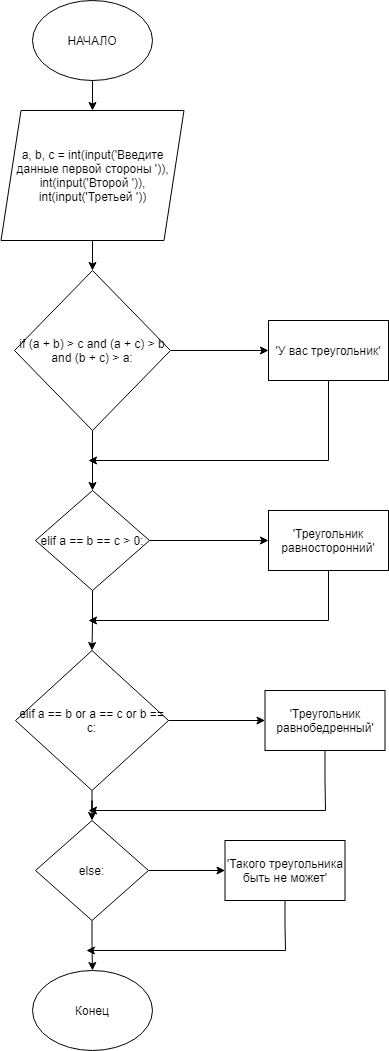 НАЧАЛО
a, b, c = int(input('Введите
данные первой стороны ')),
int(input('Второй ')),
int(input('Третьей '))
if (a + b) > c and (a + c) > b
and (b + c) > a:
'У вас треугольник'
elif a == b == c > 0:
'Треугольник
равносторонний'
elif a == b or a == c or b ==
c:
'Треугольник
равнобедренный'
else:
'Такого треугольника
быть не может'
Конец